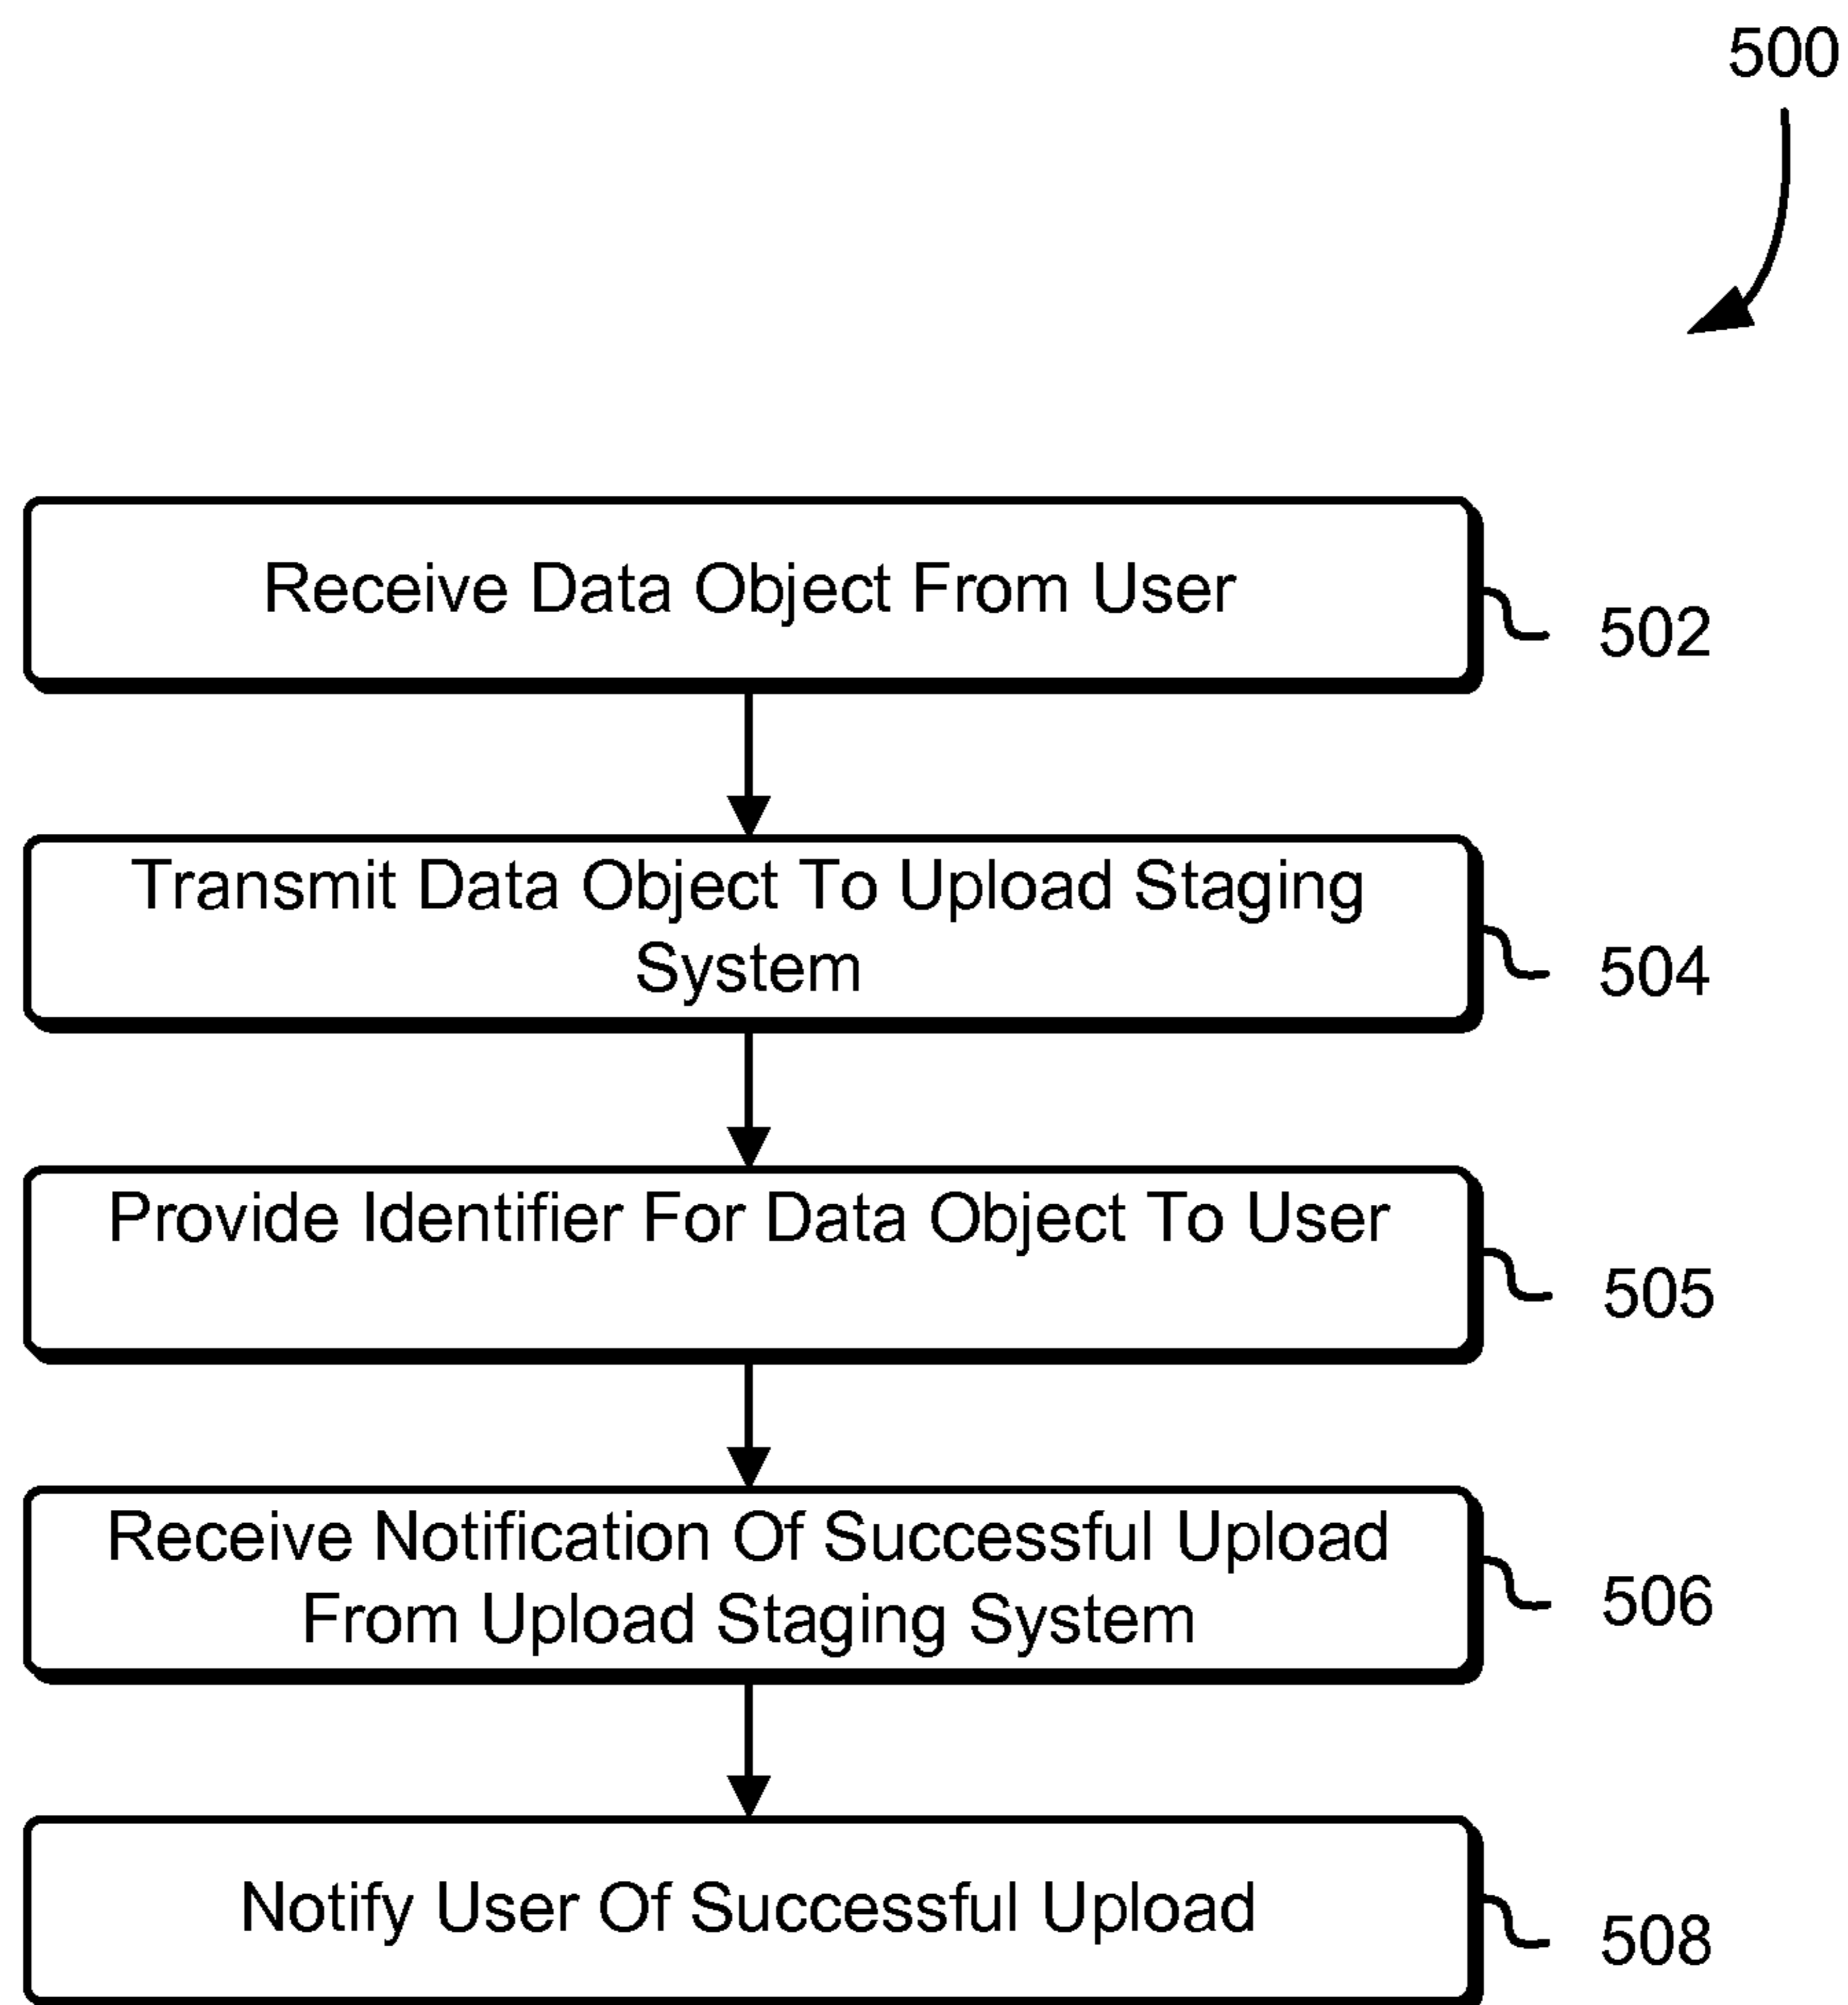 500
Receive Data Object From User
502
Transmit Data Object To Upload Staging
System
504
Provide Identifier For Data Object To User
505
Receive Notification Of Successful Upload
From Upload Staging System
506
Notify User Of Successful Upload
508